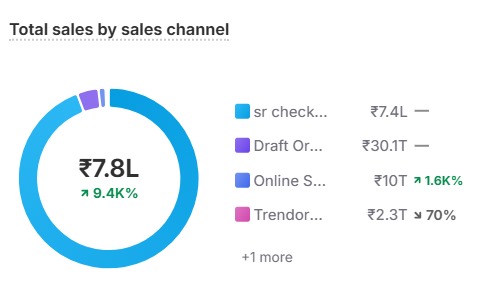 Total sales by sales channel
₹7.8L
↗ 9.4K%
sr check... ₹7.4L —
Draft Or... ₹30.1T —
Online S... ₹10T ↗ 1.6K%
Trendor... ₹2.3T ↘ 70%
+1 more